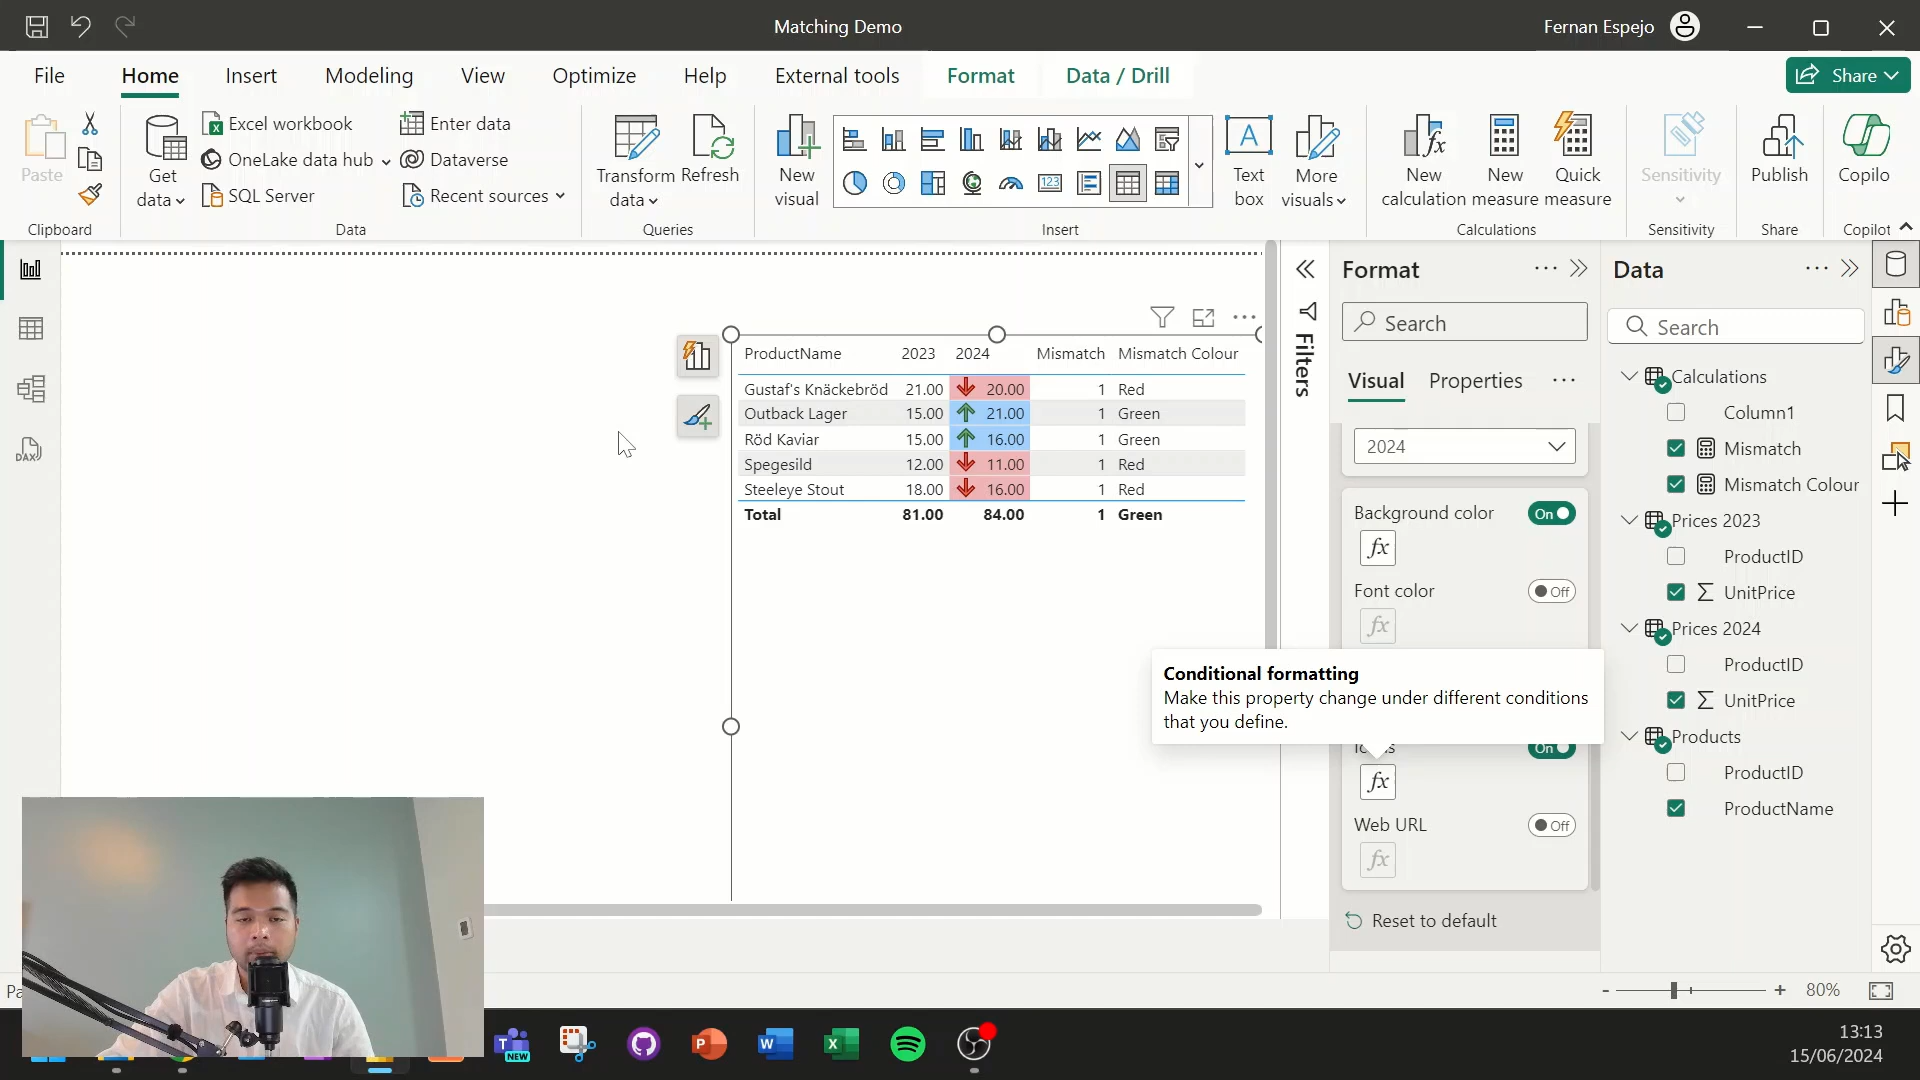 Matching Demo
Fernan Espejo
File Home Insert Modeling View Optimize Help External tools Format Data / Drill
Share
Paste
Clipboard
Get data
Excel workbook
OneLake data hub
SQL Server
Enter data
Dataverse
Recent sources
Data
Transform data
Refresh
Queries
New visual
123
Insert
A
Text box
More visuals
New calculation
New measure
Quick measure
Calculations
Sensitivity
Sensitivity
Publish
Share
Copilo
Copilot
DAX
ProductName 2023 2024 Mismatch Mismatch Colour
Gustaf's Knäckebröd 21.00 20.00 1 Red
Outback Lager 15.00 21.00 1 Green
Röd Kaviar 15.00 16.00 1 Green
Spegesild 12.00 11.00 1 Red
Steeleye Stout 18.00 16.00 1 Red
Total 81.00 84.00 1 Green
Filters
Format
Search
Visual Properties
2024
Background color On
fx
Font color Off
fx
Conditional formatting
Make this property change under different conditions
that you define.
On
fx
Web URL Off
fx
Reset to default
Data
Search
Calculations
Column1
Mismatch
Mismatch Colour
Prices 2023
ProductID
UnitPrice
Prices 2024
ProductID
UnitPrice
Products
ProductID
ProductName
Pa
- + 80%
NEW
P
W
X
13:13
15/06/2024